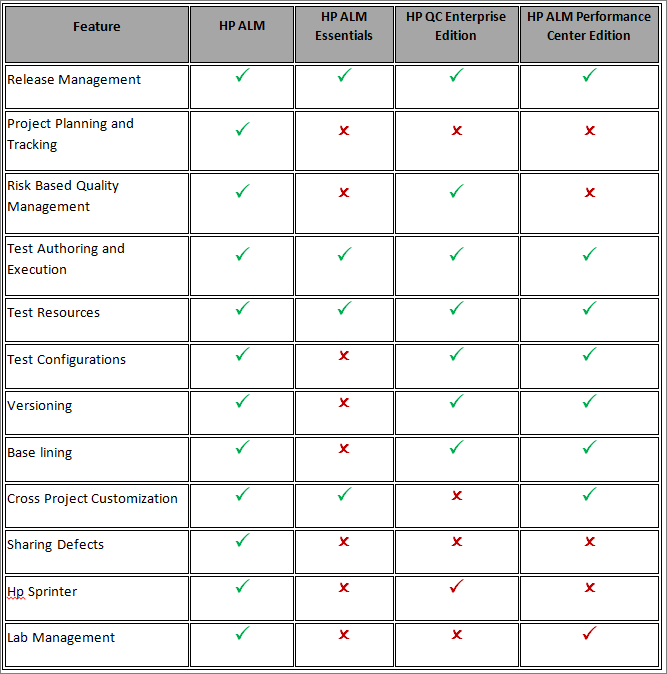 Feature
HP ALM
HP ALM
Essentials
HP QC Enterprise
Edition
HP ALM Performance
Center Edition
Release Management
Project Planning and
Tracking
Risk Based Quality
Management
Test Authoring and
Execution
Test Resources
Test Configurations
Versioning
Base lining
Cross Project Customization
Sharing Defects
Hp Sprinter
Lab Management